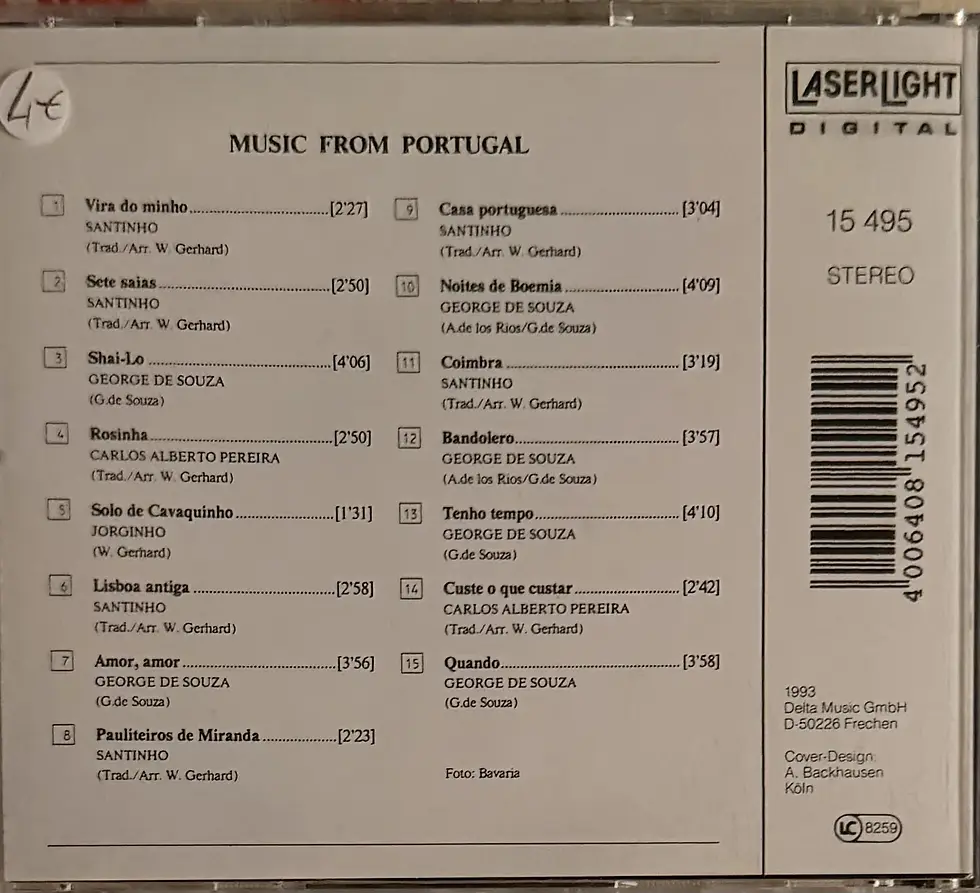 4€
MUSIC FROM PORTUGAL
1 Vira do minho..............................[2'27]
SANTINHO
(Trad./Arr. W. Gerhard)
2 Sete saias.....................................[2'50]
SANTINHO
(Trad./Arr. W. Gerhard)
3 Shai-Lo ........................................[4'06]
GEORGE DE SOUZA
(G.de Souza)
4 Rosinha........................................[2'50]
CARLOS ALBERTO PEREIRA
(Trad./Arr. W. Gerhard)
5 Solo de Cavaquinho.....................[1'31]
JORGINHO
(W. Gerhard)
6 Lisboa antiga ...............................[2'58]
SANTINHO
(Trad./Arr. W. Gerhard)
7 Amor, amor .................................[3'56]
GEORGE DE SOUZA
(G.de Souza)
8 Pauliteiros de Miranda ................[2'23]
SANTINHO
(Trad./Arr. W. Gerhard)
9 Casa portuguesa ..........................[3'04]
SANTINHO
(Trad./Arr. W. Gerhard)
10 Noites de Boemia .........................[4'09]
GEORGE DE SOUZA
(A.de los Rios/G.de Souza)
11 Coimbra ......................................[3'19]
SANTINHO
(Trad./Arr. W. Gerhard)
12 Bandolero....................................[3'57]
GEORGE DE SOUZA
(A.de los Rios/G.de Souza)
13 Tenho tempo................................[4'10]
GEORGE DE SOUZA
(G.de Souza)
14 Custe o que custar .......................[2'42]
CARLOS ALBERTO PEREIRA
(Trad./Arr. W. Gerhard)
15 Quando.......................................[3'58]
GEORGE DE SOUZA
(G.de Souza)
Foto: Bavaria
LASERLIGHT
DIGITAL
15 495
STEREO
4 006408 154952
1993
Delta Music GmbH
D-50226 Frechen
Cover-Design:
A. Backhausen
Köln
LC 8259